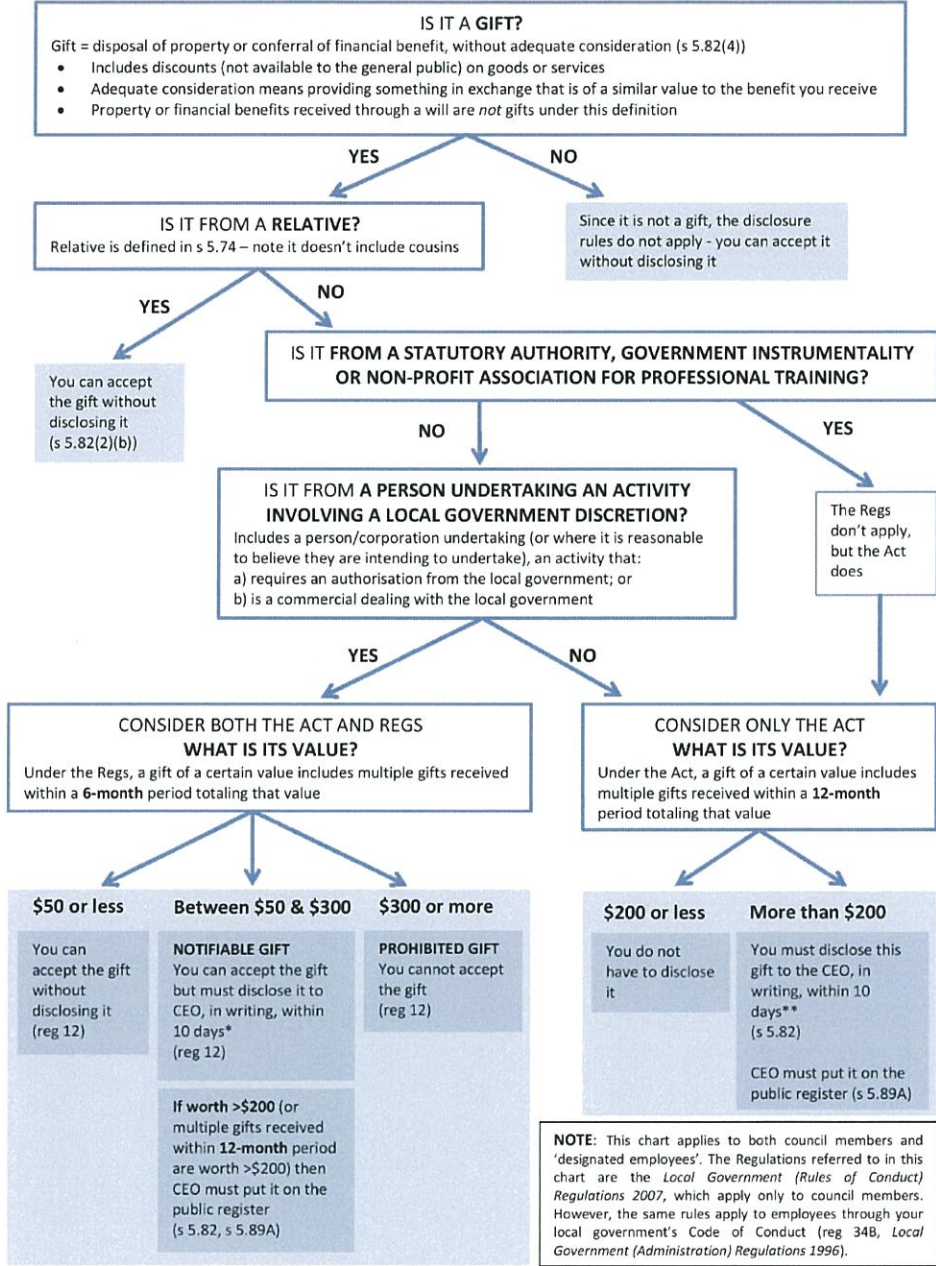 IS IT A GIFT?
Gift = disposal of property or conferral of financial benefit, without adequate consideration (s 5.82(4))
• Includes discounts (not available to the general public) on goods or services
• Adequate consideration means providing something in exchange that is of a similar value to the benefit you receive
• Property or financial benefits received through a will are not gifts under this definition
YES
NO
IS IT FROM A RELATIVE?
Relative is defined in s 5.74 – note it doesn't include cousins
Since it is not a gift, the disclosure
rules do not apply - you can accept it
without disclosing it
YES
NO
You can accept
the gift without
disclosing it
(s 5.82(2)(b))
IS IT FROM A STATUTORY AUTHORITY, GOVERNMENT INSTRUMENTALITY
OR NON-PROFIT ASSOCIATION FOR PROFESSIONAL TRAINING?
NO
YES
IS IT FROM A PERSON UNDERTAKING AN ACTIVITY
INVOLVING A LOCAL GOVERNMENT DISCRETION?
Includes a person/corporation undertaking (or where it is reasonable
to believe they are intending to undertake), an activity that:
a) requires an authorisation from the local government; or
b) is a commercial dealing with the local government
The Regs
don't apply,
but the Act
does
YES
NO
CONSIDER BOTH THE ACT AND REGS
WHAT IS ITS VALUE?
Under the Regs, a gift of a certain value includes multiple gifts received
within a 6-month period totaling that value
CONSIDER ONLY THE ACT
WHAT IS ITS VALUE?
Under the Act, a gift of a certain value includes
multiple gifts received within a 12-month
period totaling that value
$50 or less
You can
accept the gift
without
disclosing it
(reg 12)
Between $50 & $300
NOTIFIABLE GIFT
You can accept the gift
but must disclose it to
CEO, in writing, within
10 days*
(reg 12)
If worth >$200 (or
multiple gifts received
within 12-month period
are worth >$200) then
CEO must put it on the
public register
(s 5.82, s 5.89A)
$300 or more
PROHIBITED GIFT
You cannot accept
the gift
(reg 12)
$200 or less
You do not
have to disclose
it
More than $200
You must disclose this
gift to the CEO, in
writing, within 10
days**
(s 5.82)
CEO must put it on the
public register (s 5.89A)
NOTE: This chart applies to both council members and
'designated employees'. The Regulations referred to in this
chart are the Local Government (Rules of Conduct)
Regulations 2007, which apply only to council members.
However, the same rules apply to employees through your
local government's Code of Conduct (reg 34B, Local
Government (Administration) Regulations 1996).